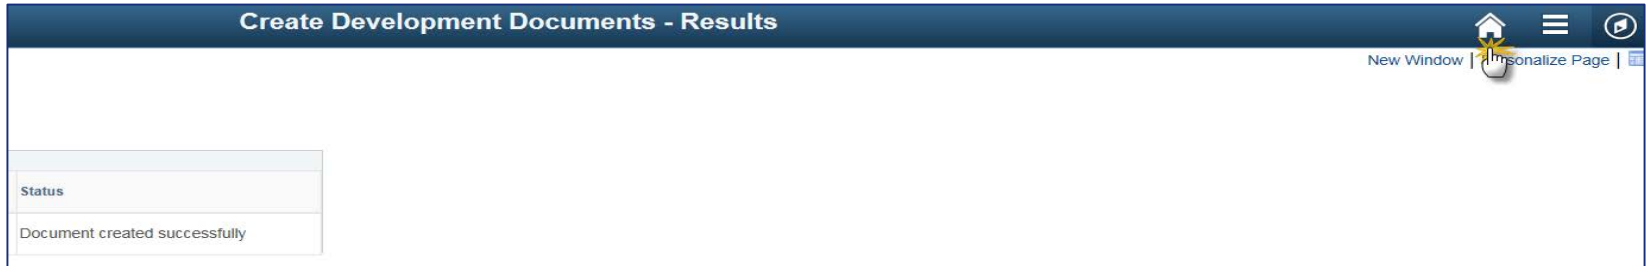 Create Development Documents - Results
New Window | sonalize Page |
Status
Document created successfully